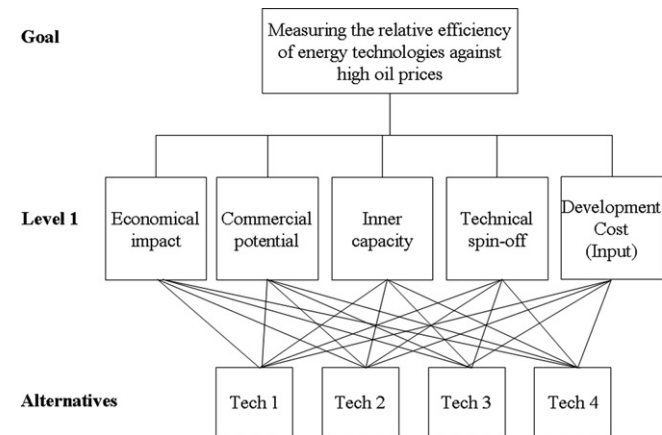 Goal
Measuring the relative efficiency
of energy technologies against
high oil prices
Level 1
Economical
impact
Commercial
potential
Inner
capacity
Technical
spin-off
Development
Cost
(Input)
Alternatives
Tech 1
Tech 2
Tech 3
Tech 4